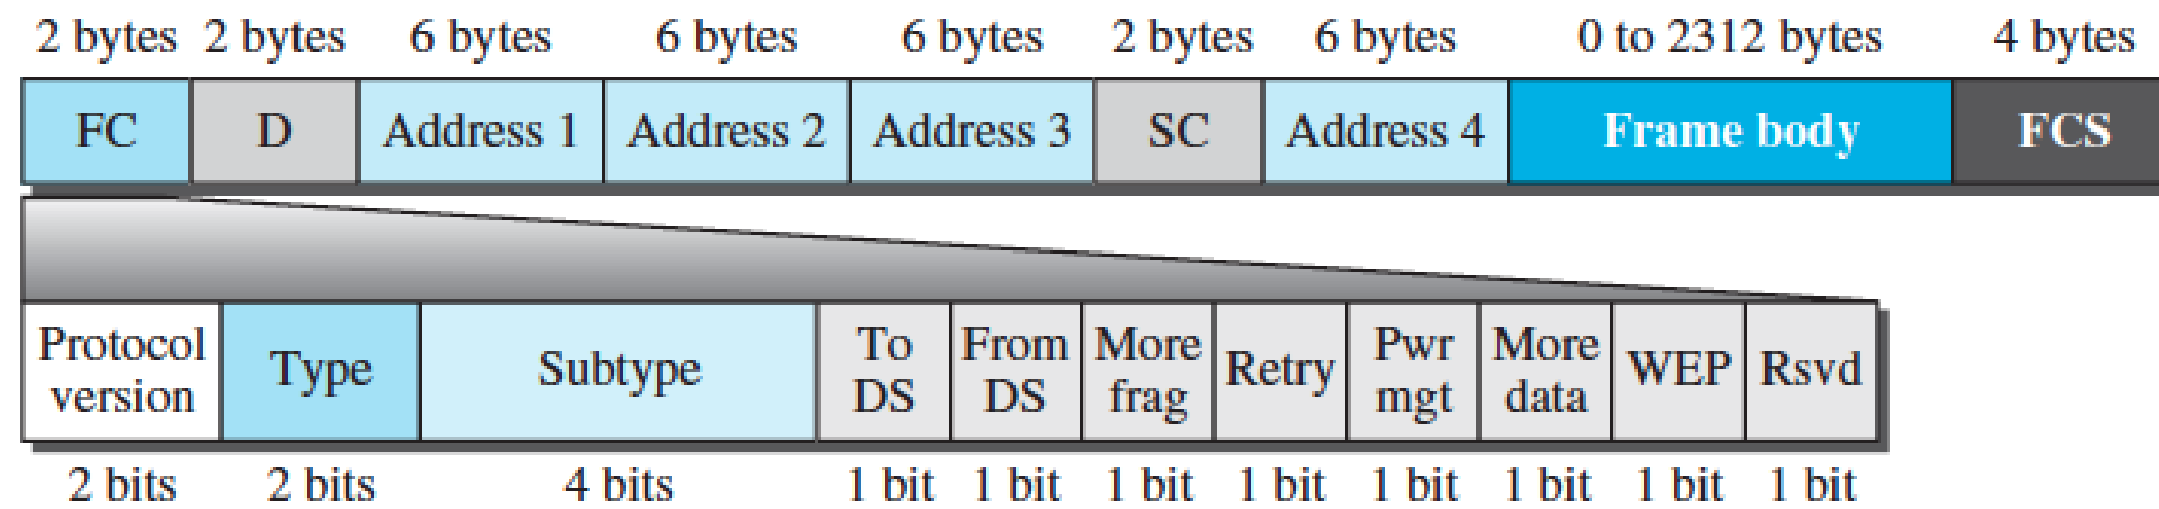 2 bytes 2 bytes 6 bytes 6 bytes 6 bytes 2 bytes 6 bytes 0 to 2312 bytes 4 bytes
FC D Address 1 Address 2 Address 3 SC Address 4 Frame body FCS
Protocol version Type Subtype To DS From DS More frag Retry Pwr mgt More data WEP Rsvd
2 bits 2 bits 4 bits 1 bit 1 bit 1 bit 1 bit 1 bit 1 bit 1 bit 1 bit